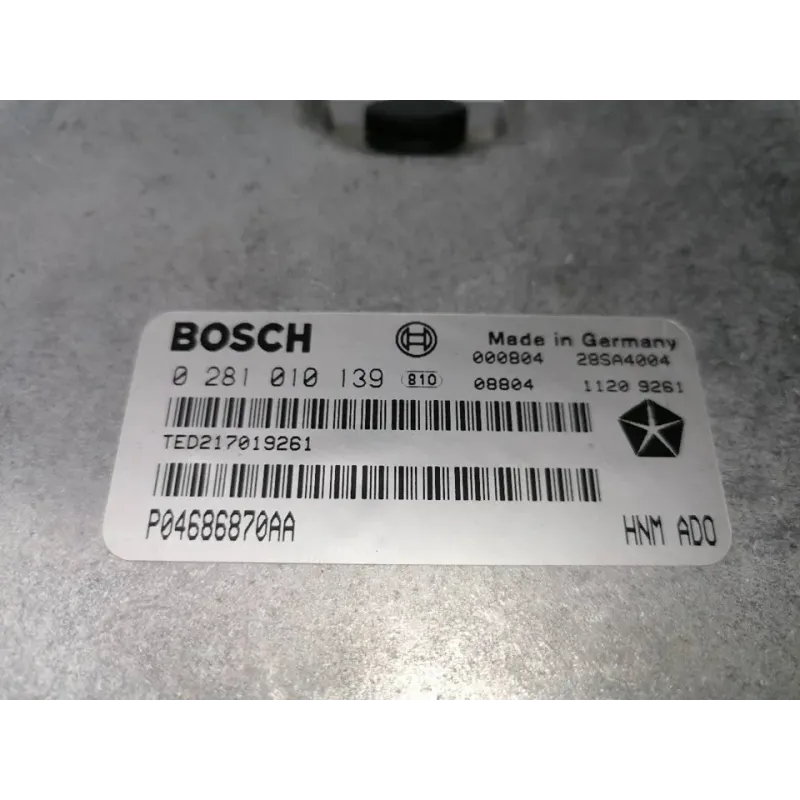 BOSCH
Made in Germany
000804 28SA4004
0 281 010 139 810 08804 1120 9261
TED217019261
P04686870AA HNM ADO